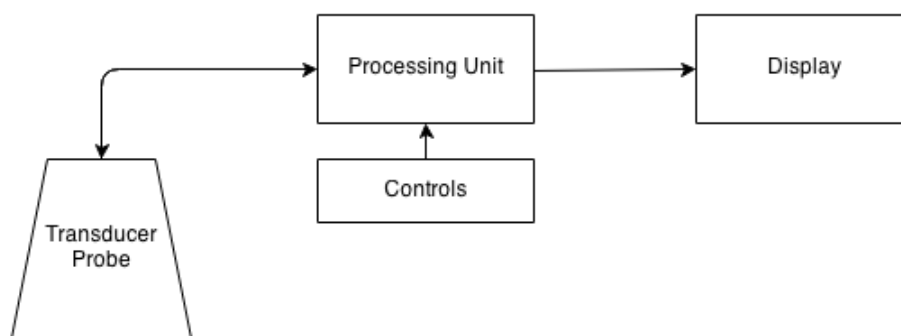 Processing Unit
Display
Controls
Transducer
Probe